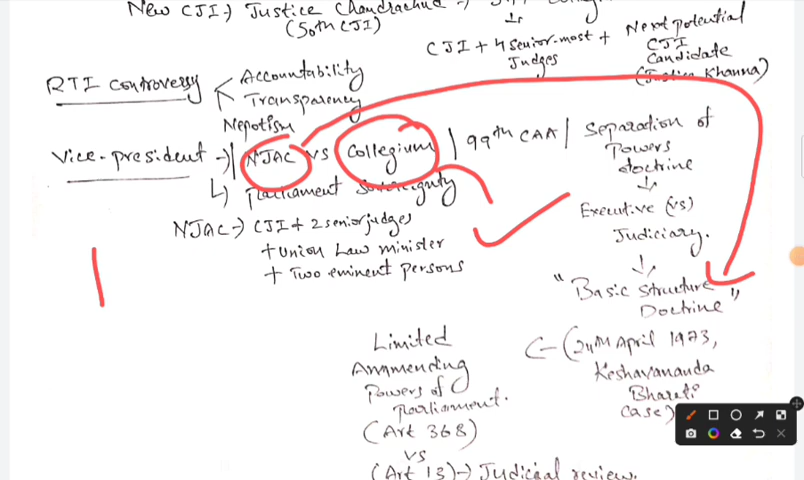 New CJI → Justice Chandrachud →
(50th CJI)
CJI + 4 senior-most + Judges
Next potential
CJI
Candidate
(Justice Khanna)
RTI controversy
Accountability
Transparency
Nepotism
Vice-president → | NJAC vs Collegium | 99th CAA |
↳ Parliament Sovereignty
NJAC → CJI + 2 senior judges
+ Union Law minister
+ Two eminent persons
Separation of
Powers
doctrine
↓
Executive (vs)
Judiciary.
↓
"Basic Structure
Doctrine"
← (24th April 1973,
Keshavananda
Bharati
case)
Limited
Ammending
Powers of
Parliament.
(Art 368)
vs
(Art 13) → Judicial review.